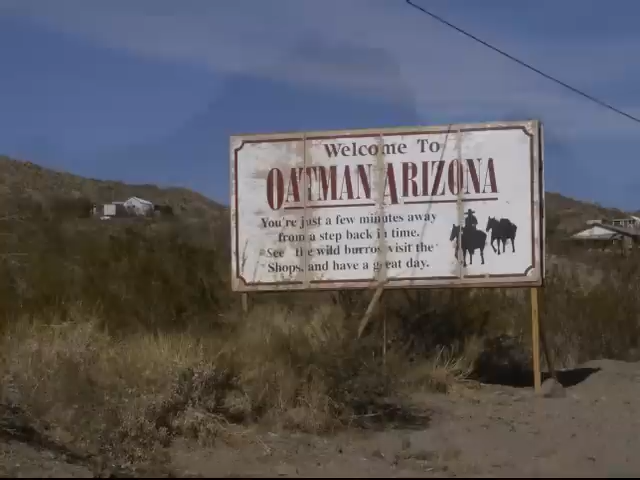 Welcome To
OATMAN ARIZONA
You're just a few minutes away
from a step back in time.
See the wild burros visit the
Shops, and have a great day.